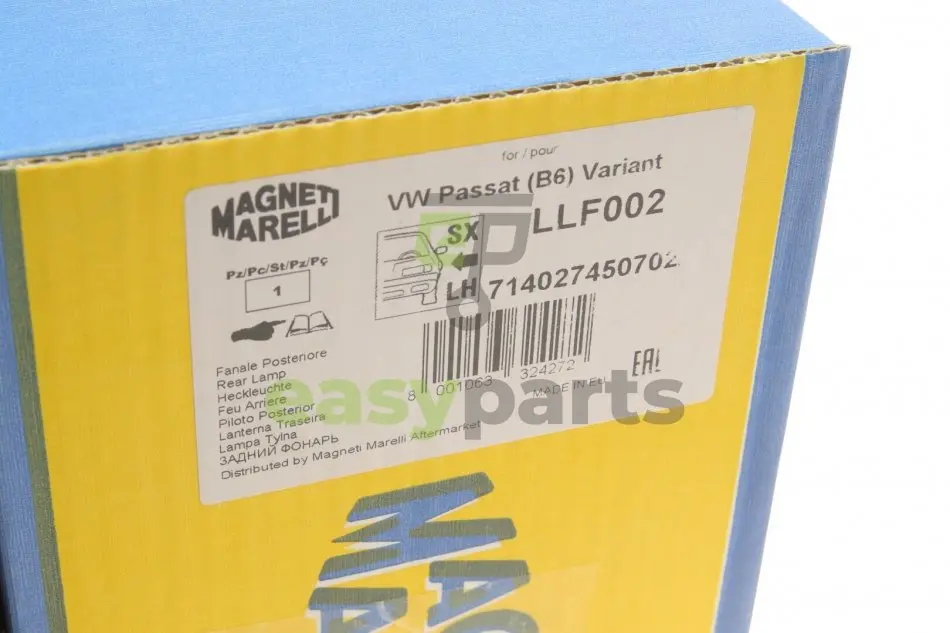 for / pour
VW Passat (B6) Variant
MAGNETI
MARELLI
SX
LLF002
Pz/Pc/St/Pz/Pç
1
LH 714027450702
8 001063 324272
MADE IN EU
EAC
Fanale Posteriore
Rear Lamp
Heckleuchte
Feu Arriere
Piloto Posterior
Lanterna Traseira
Lampa Tylna
ЗАДНИЙ ФОНАРЬ
Distributed by Magneti Marelli Aftermarket
easyparts
MAG